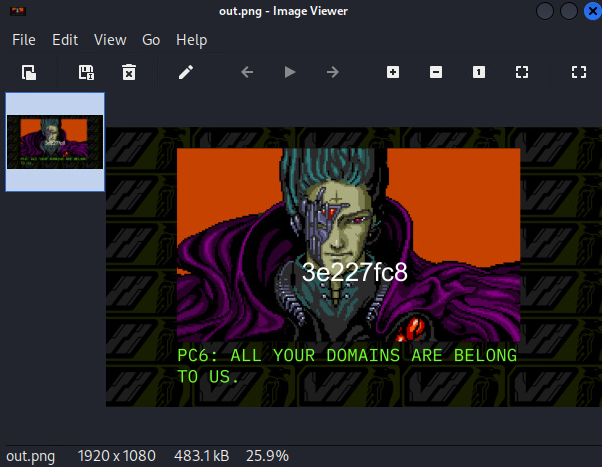 out.png - Image Viewer
File Edit View Go Help
3e227fc8
PC6: ALL YOUR DOMAINS ARE BELONG
TO US.
out.png 1920 x 1080 483.1 kB 25.9%